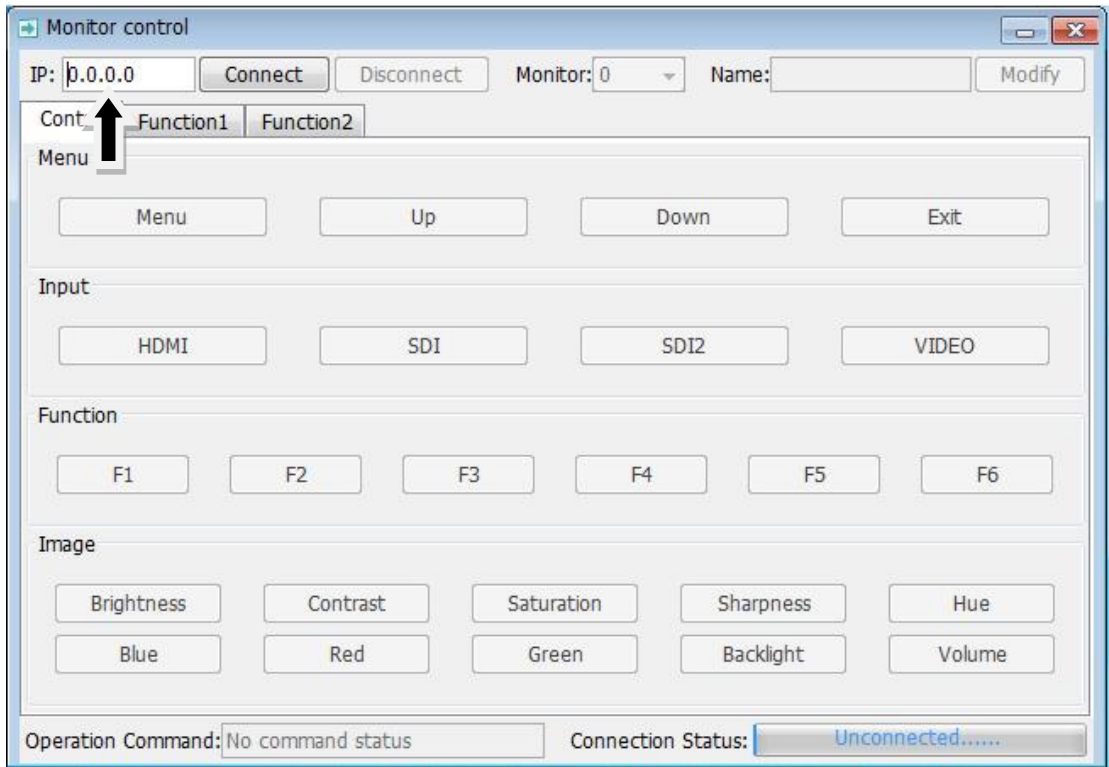 Monitor control
IP: 0.0.0.0 Connect Disconnect Monitor: 0 Name: Modify
Cont Function1 Function2
Menu
Menu Up Down Exit
Input
HDMI SDI SDI2 VIDEO
Function
F1 F2 F3 F4 F5 F6
Image
Brightness Contrast Saturation Sharpness Hue
Blue Red Green Backlight Volume
Operation Command: No command status Connection Status: Unconnected......